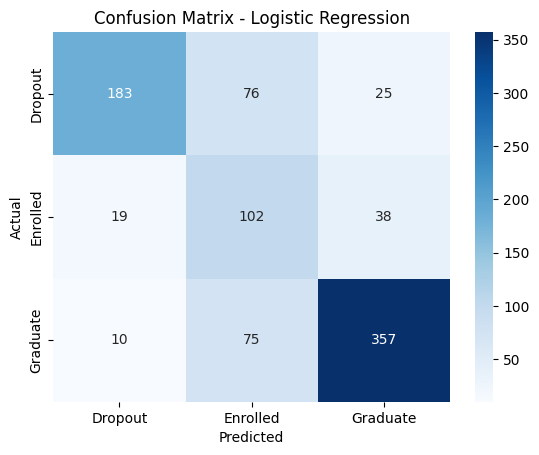 Confusion Matrix - Logistic Regression
Actual
Dropout
Enrolled
Graduate
183 76 25
19 102 38
10 75 357
Dropout Enrolled Graduate
Predicted
350
300
250
200
150
100
50